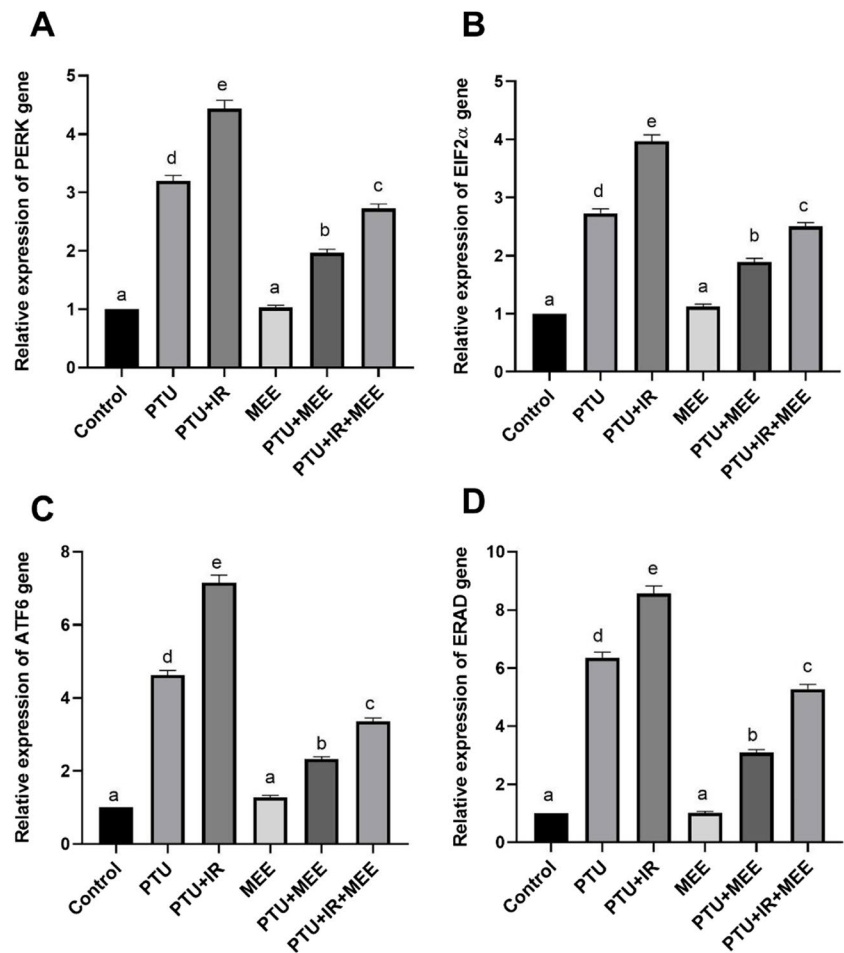 A
Relative expression of PERK gene
5
4
3
2
1
0
a
d
e
a
b
c
Control
PTU
PTU+IR
MEE
PTU+MEE
PTU+IR+MEE
B
Relative expression of EIF2α gene
5
4
3
2
1
0
a
d
e
a
b
c
Control
PTU
PTU+IR
MEE
PTU+MEE
PTU+IR+MEE
C
Relative expression of ATF6 gene
8
6
4
2
0
a
d
e
a
b
c
Control
PTU
PTU+IR
MEE
PTU+MEE
PTU+IR+MEE
D
Relative expression of ERAD gene
10
8
6
4
2
0
a
d
e
a
b
c
Control
PTU
PTU+IR
MEE
PTU+MEE
PTU+IR+MEE